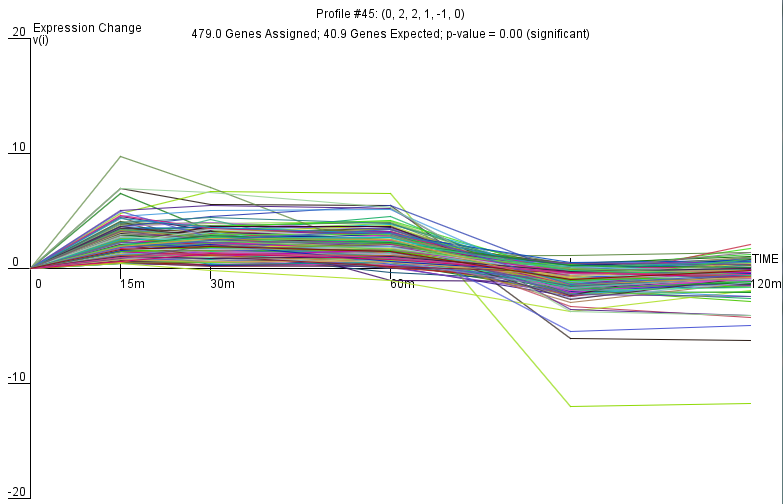 Profile #45: (0, 2, 2, 1, -1, 0)
479.0 Genes Assigned; 40.9 Genes Expected; p-value = 0.00 (significant)
Expression Change
v(i)
20
10
0
-10
-20
0
15m
30m
60m
120m
TIME